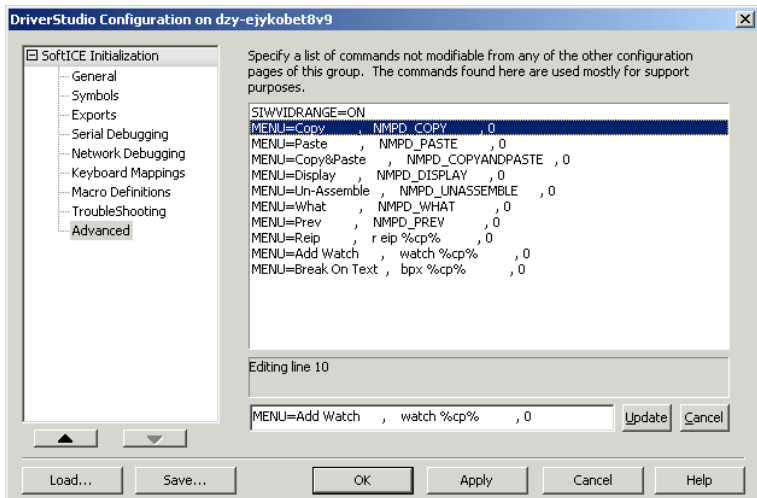 DriverStudio Configuration on dzy-ejykobet8v9
SoftICE Initialization
General
Symbols
Exports
Serial Debugging
Network Debugging
Keyboard Mappings
Macro Definitions
TroubleShooting
Advanced
Specify a list of commands not modifiable from any of the other configuration
pages of this group. The commands found here are used mostly for support
purposes.
SIWVIDRANGE=ON
MENU=Copy , NMPD_COPY , 0
MENU=Paste , NMPD_PASTE , 0
MENU=Copy&Paste , NMPD_COPYANDPASTE , 0
MENU=Display , NMPD_DISPLAY , 0
MENU=Un-Assemble , NMPD_UNASSEMBLE , 0
MENU=What , NMPD_WHAT , 0
MENU=Prev , NMPD_PREV , 0
MENU=Reip , r eip %cp% , 0
MENU=Add Watch , watch %cp% , 0
MENU=Break On Text , bpx %cp% , 0
Editing line 10
MENU=Add Watch , watch %cp% , 0
Update
Cancel
Load...
Save...
OK
Apply
Cancel
Help